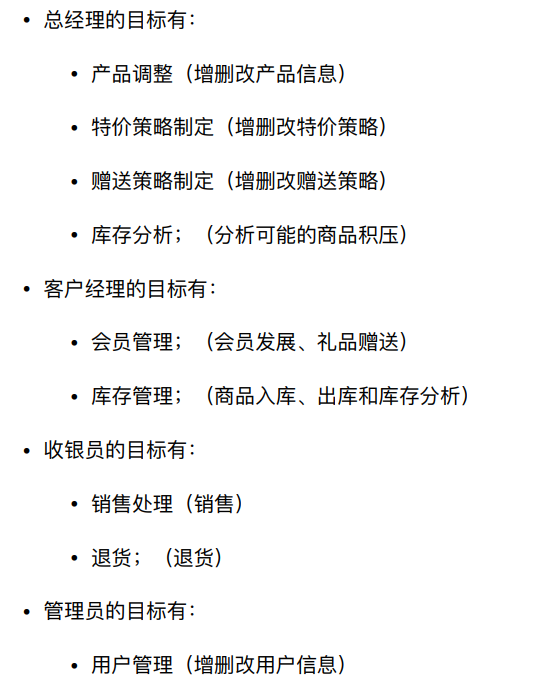 • 总经理的目标有：
• 产品调整（增删改产品信息）
• 特价策略制定（增删改特价策略）
• 赠送策略制定（增删改赠送策略）
• 库存分析；（分析可能的商品积压）
• 客户经理的目标有：
• 会员管理；（会员发展、礼品赠送）
• 库存管理；（商品入库、出库和库存分析）
• 收银员的目标有：
• 销售处理（销售）
• 退货；（退货）
• 管理员的目标有：
• 用户管理（增删改用户信息）